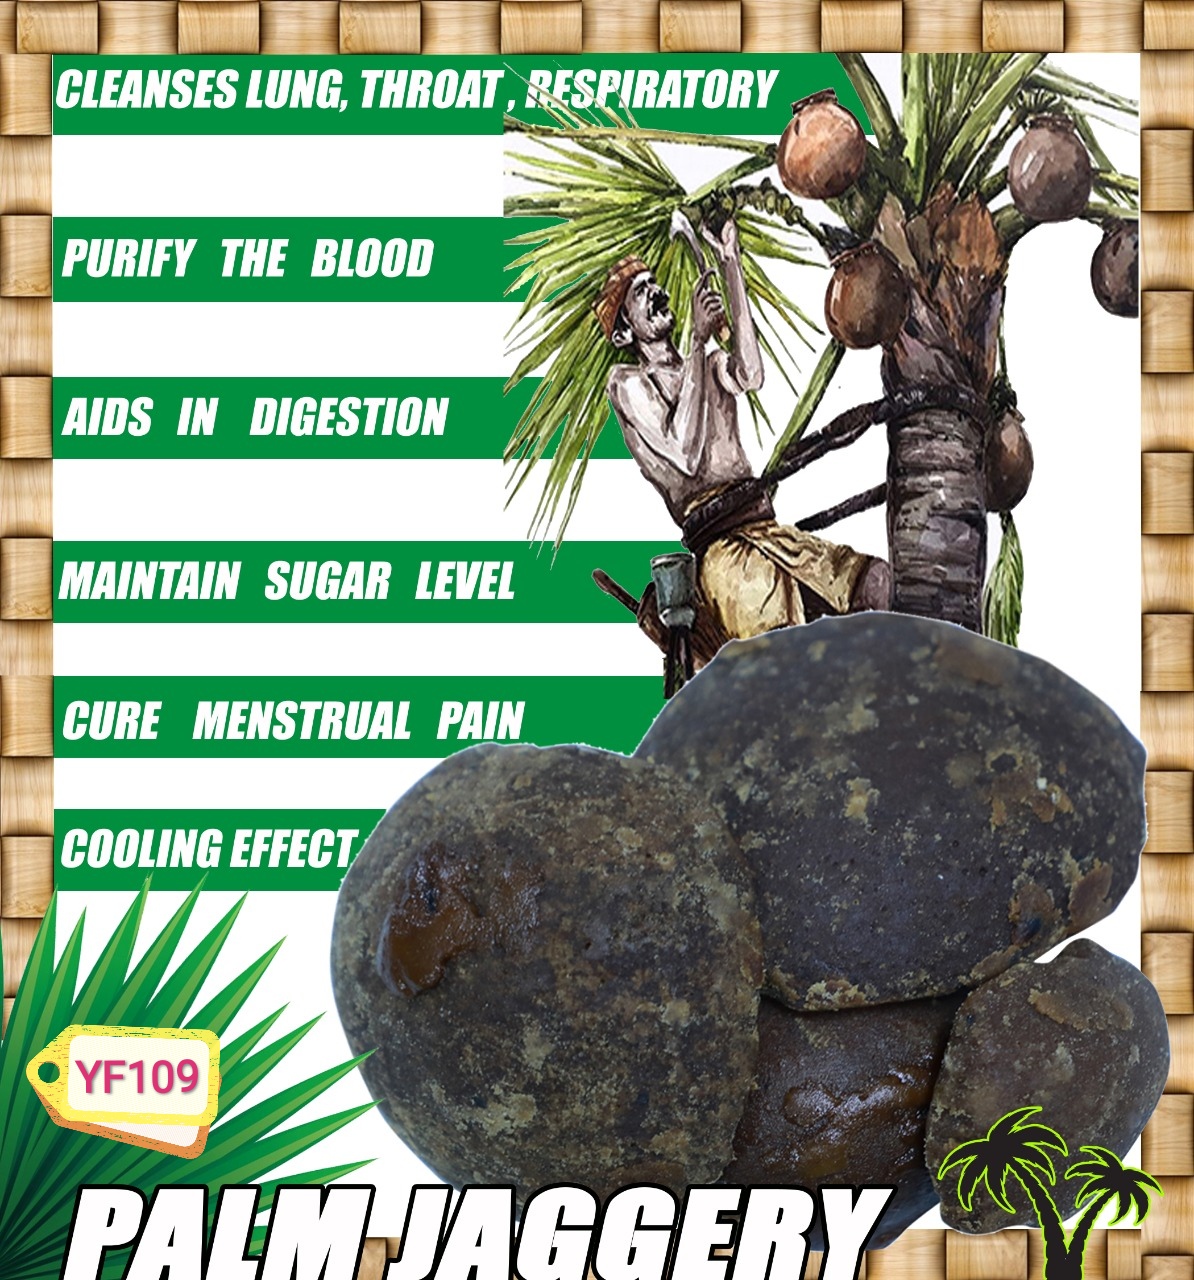 CLEANSES LUNG, THROAT , RESPIRATORY
PURIFY THE BLOOD
AIDS IN DIGESTION
MAINTAIN SUGAR LEVEL
CURE MENSTRUAL PAIN
COOLING EFFECT
YF109
PALM JAGGERY